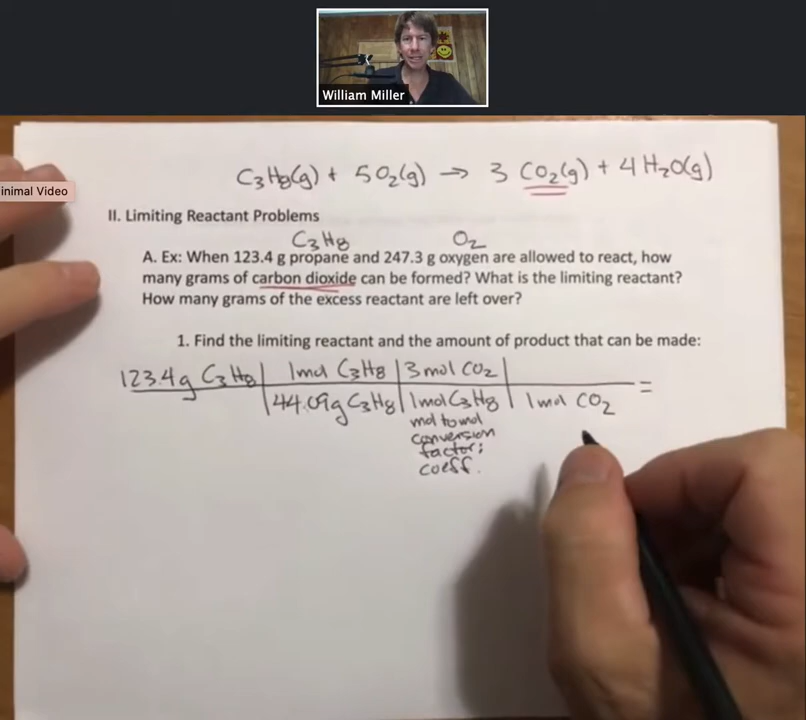 William Miller
inimal Video
C3H8(g) + 5O2(g) → 3 CO2(g) + 4H2O(g)
II. Limiting Reactant Problems
C3H8 O2
A. Ex: When 123.4 g propane and 247.3 g oxygen are allowed to react, how
many grams of carbon dioxide can be formed? What is the limiting reactant?
How many grams of the excess reactant are left over?
1. Find the limiting reactant and the amount of product that can be made:
123.4g C3H8 | 1mol C3H8 | 3mol CO2 | =
44.09g C3H8 | 1mol C3H8 | 1mol CO2
mol to mol
conversion
factor;
coeff.